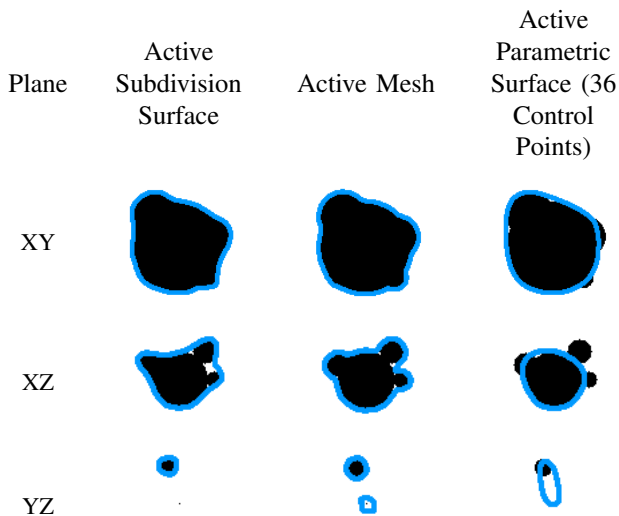 Plane
Active
Subdivision
Surface
Active Mesh
Active
Parametric
Surface (36
Control
Points)
XY
XZ
YZ